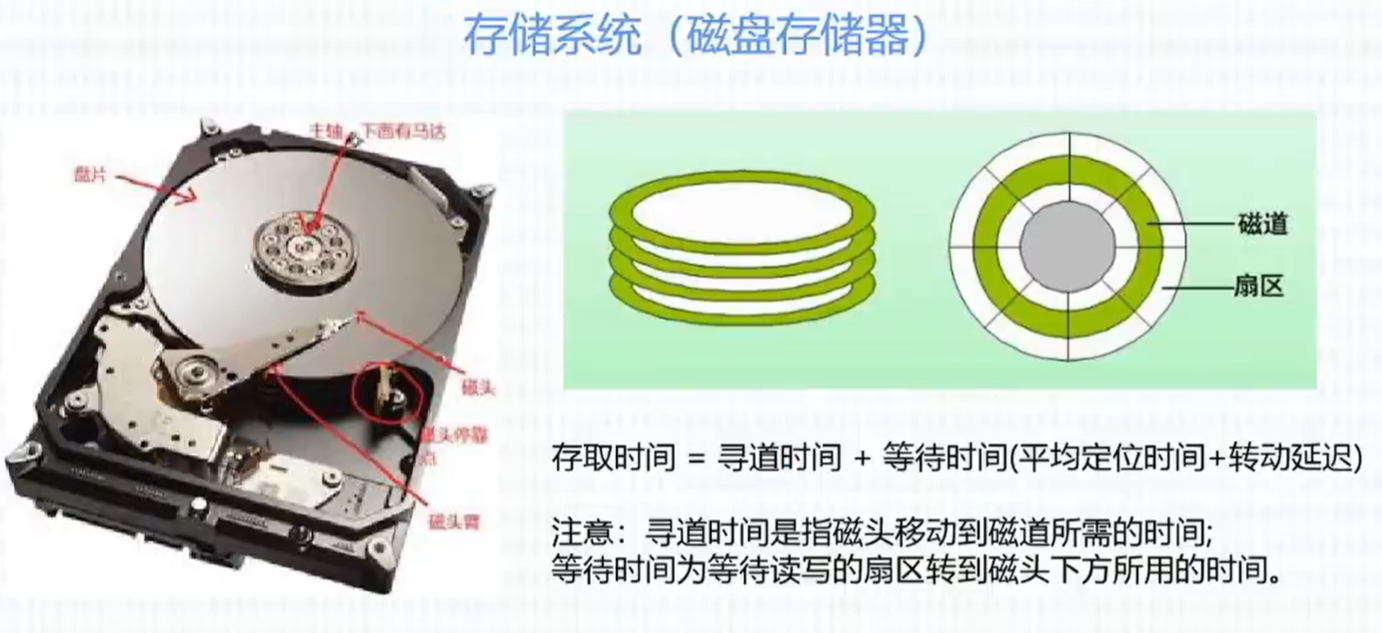 存储系统（磁盘存储器）
主轴，下面有马达
盘片
磁头
磁头停靠
点
磁头臂
磁道
扇区
存取时间 = 寻道时间 + 等待时间(平均定位时间+转动延迟)
注意：寻道时间是指磁头移动到磁道所需的时间;
等待时间为等待读写的扇区转到磁头下方所用的时间。